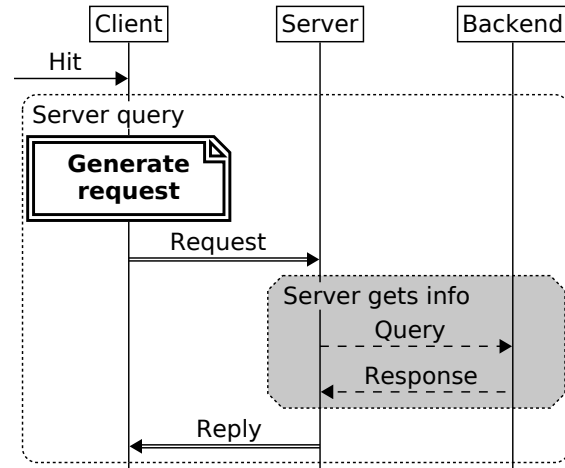 Client Server Backend
Hit
Server query
Generate
request
Request
Server gets info
Query
Response
Reply